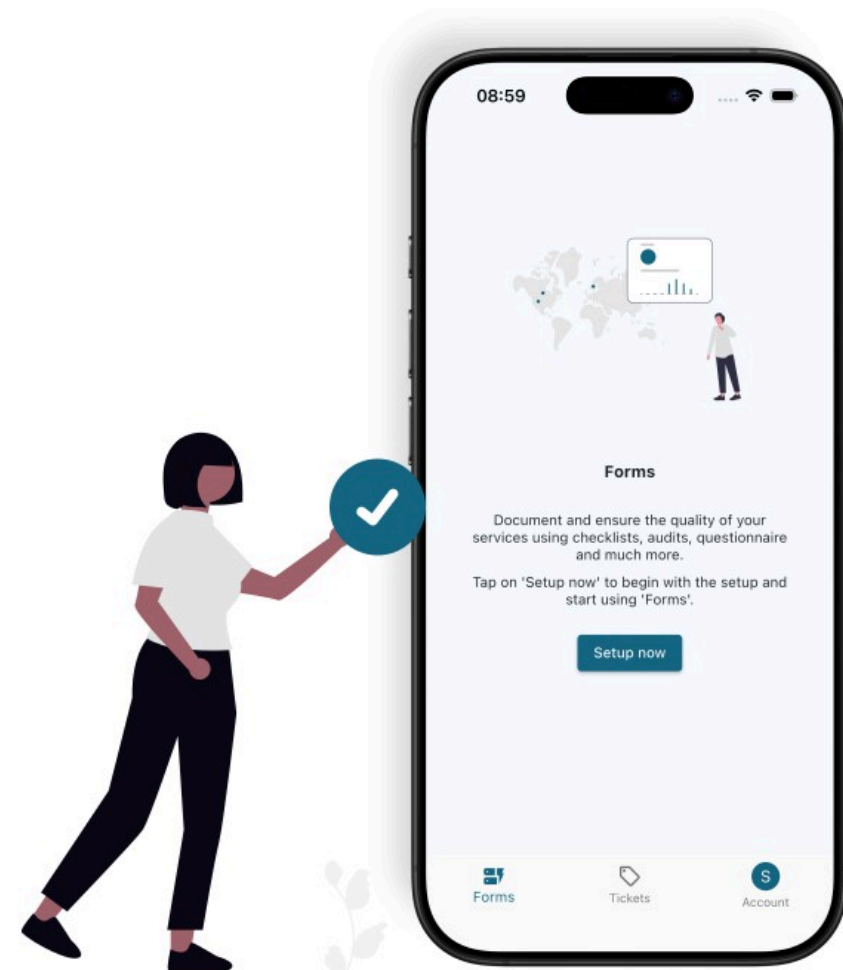 08:59
Forms
Document and ensure the quality of your
services using checklists, audits, questionnaire
and much more.
Tap on 'Setup now' to begin with the setup and
start using 'Forms'.
Setup now
S
Forms
Tickets
Account